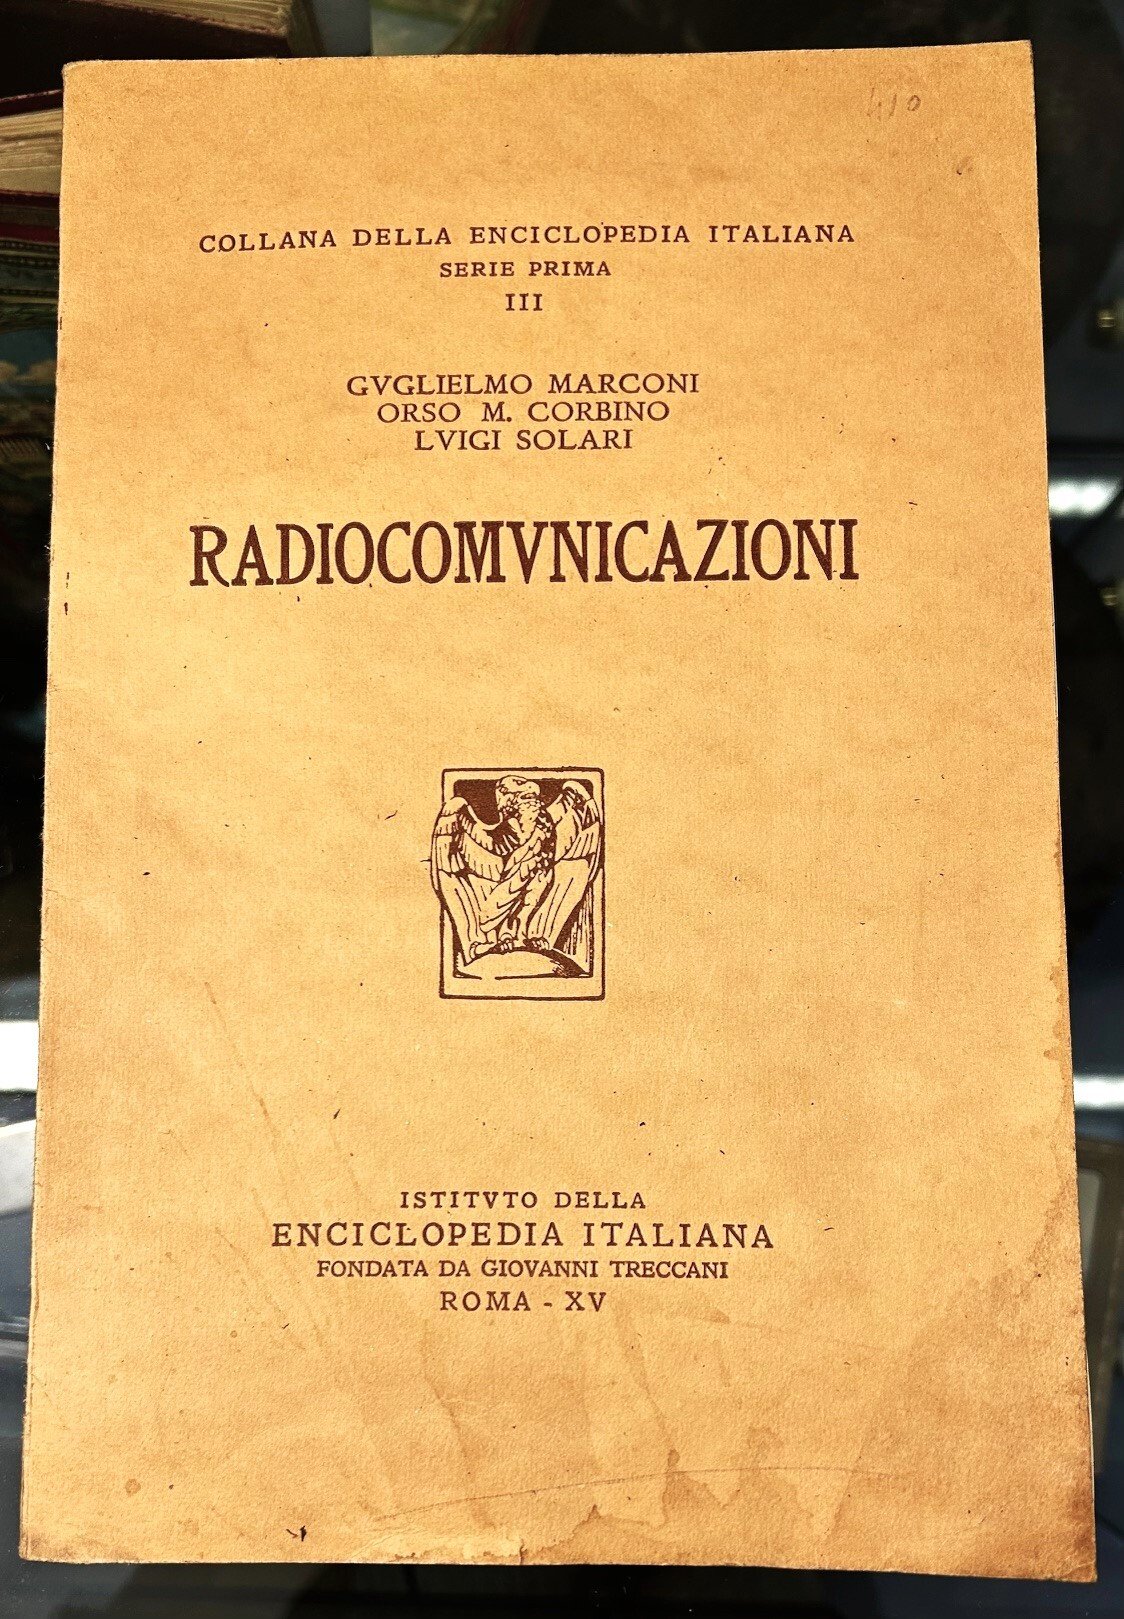 410
COLLANA DELLA ENCICLOPEDIA ITALIANA
SERIE PRIMA
III
GVGLIELMO MARCONI
ORSO M. CORBINO
LVIGI SOLARI
RADIOCOMVNICAZIONI
ISTITVTO DELLA
ENCICLOPEDIA ITALIANA
FONDATA DA GIOVANNI TRECCANI
ROMA - XV